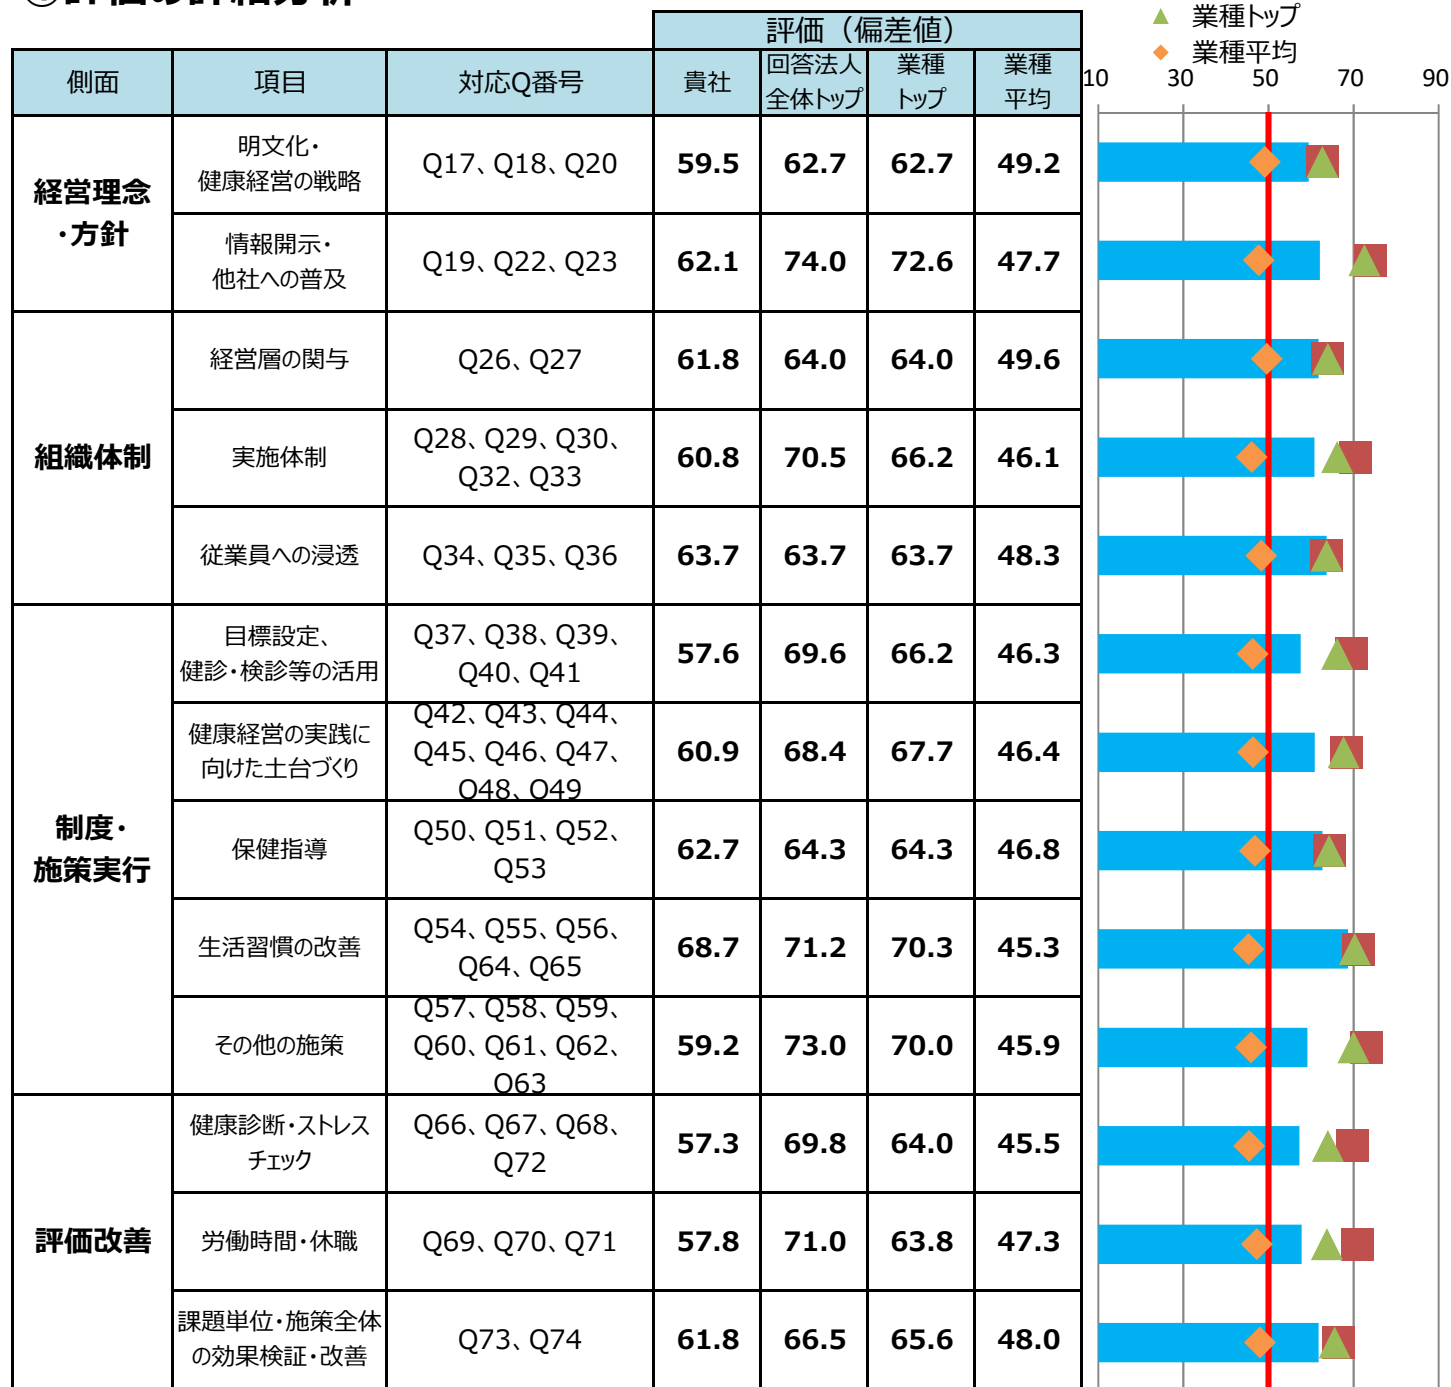 評価の詳細分析
業種トップ
業種平均
評価（偏差値）
側面 項目 対応Q番号 貴社 回答法人全体トップ 業種トップ 業種平均
10 30 50 70 90
経営理念・方針
明文化・健康経営の戦略 Q17、Q18、Q20 59.5 62.7 62.7 49.2
情報開示・他社への普及 Q19、Q22、Q23 62.1 74.0 72.6 47.7
組織体制
経営層の関与 Q26、Q27 61.8 64.0 64.0 49.6
実施体制 Q28、Q29、Q30、Q32、Q33 60.8 70.5 66.2 46.1
従業員への浸透 Q34、Q35、Q36 63.7 63.7 63.7 48.3
制度・施策実行
目標設定、健診・検診等の活用 Q37、Q38、Q39、Q40、Q41 57.6 69.6 66.2 46.3
健康経営の実践に向けた土台づくり Q42、Q43、Q44、Q45、Q46、Q47、Q48、Q49 60.9 68.4 67.7 46.4
保健指導 Q50、Q51、Q52、Q53 62.7 64.3 64.3 46.8
生活習慣の改善 Q54、Q55、Q56、Q64、Q65 68.7 71.2 70.3 45.3
その他の施策 Q57、Q58、Q59、Q60、Q61、Q62、Q63 59.2 73.0 70.0 45.9
評価改善
健康診断・ストレスチェック Q66、Q67、Q68、Q72 57.3 69.8 64.0 45.5
労働時間・休職 Q69、Q70、Q71 57.8 71.0 63.8 47.3
課題単位・施策全体の効果検証・改善 Q73、Q74 61.8 66.5 65.6 48.0